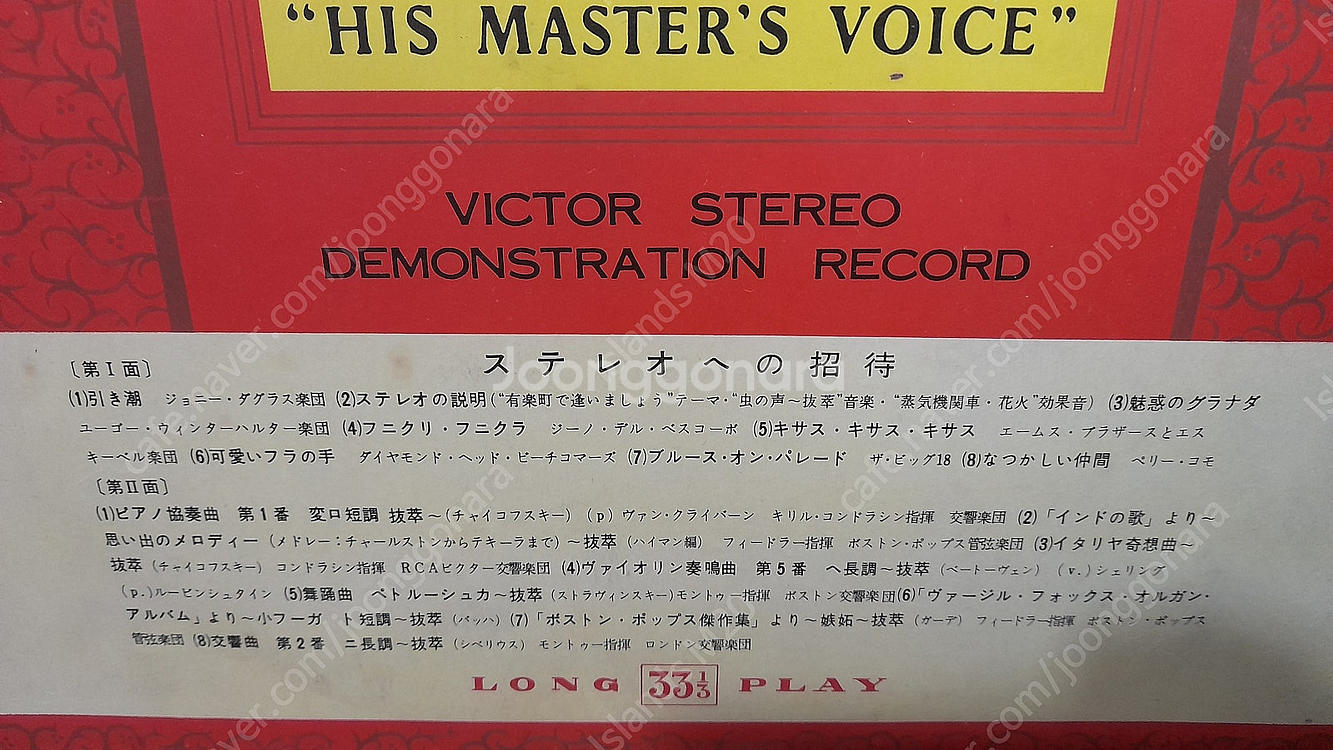 “HIS MASTER’S VOICE”
VICTOR STEREO
DEMONSTRATION RECORD
ステレオへの招待
〔第Ⅰ面〕
(1)引き潮 ジョニー・ダグラス楽団 (2)ステレオの説明(“有楽町で逢いましょう”テーマ・“虫の声～抜萃”音楽・“蒸気機関車・花火”効果音) (3)魅惑のグラナダ
ユーゴー・ウィンターハルター楽団 (4)フニクリ・フニクラ ジーノ・デル・ベスコーボ (5)キサス・キサス・キサス エームス・ブラザースとエス
キーベル楽団 (6)可愛いフラの手 ダイヤモンド・ヘッド・ビーチコマーズ (7)ブルース・オン・パレード ザ・ビッグ18 (8)なつかしい仲間 ペリー・コモ
〔第Ⅱ面〕
(1)ピアノ協奏曲 第1番 変ロ短調 抜萃～(チャイコフスキー) (p) ヴァン・クライバーン キリル・コンドラシン指揮 交響楽団 (2)「インドの歌」より～
思い出のメロディー (メドレー：チャールストンからテキーラまで) ～抜萃 (ハイマン編) フィードラー指揮 ボストン・ポップス管弦楽団 (3)イタリヤ奇想曲～
抜萃 (チャイコフスキー) コンドラシン指揮 RCAビクター交響楽団 (4)ヴァイオリン奏鳴曲 第5番 ヘ長調～抜萃 (ベートーヴェン) (v.) シェリング
(p.)ルービンシュタイン (5)舞踊曲 ペトルーシュカ～抜萃 (ストラヴィンスキー)モントゥー指揮 ボストン交響楽団(6)「ヴァージル・フォックス・オルガン・
アルバム」より～小フーガ ト短調～抜萃 (バッハ) (7)「ボストン・ポップス傑作集」より～嫉妬～抜萃 (ガーデ) フィードラー指揮 ボストン・ポップス
管弦楽団 (8)交響曲 第2番 ニ長調～抜萃 (シベリウス) モントゥー指揮 ロンドン交響楽団
LONG 33⅓ PLAY
Joonggonara